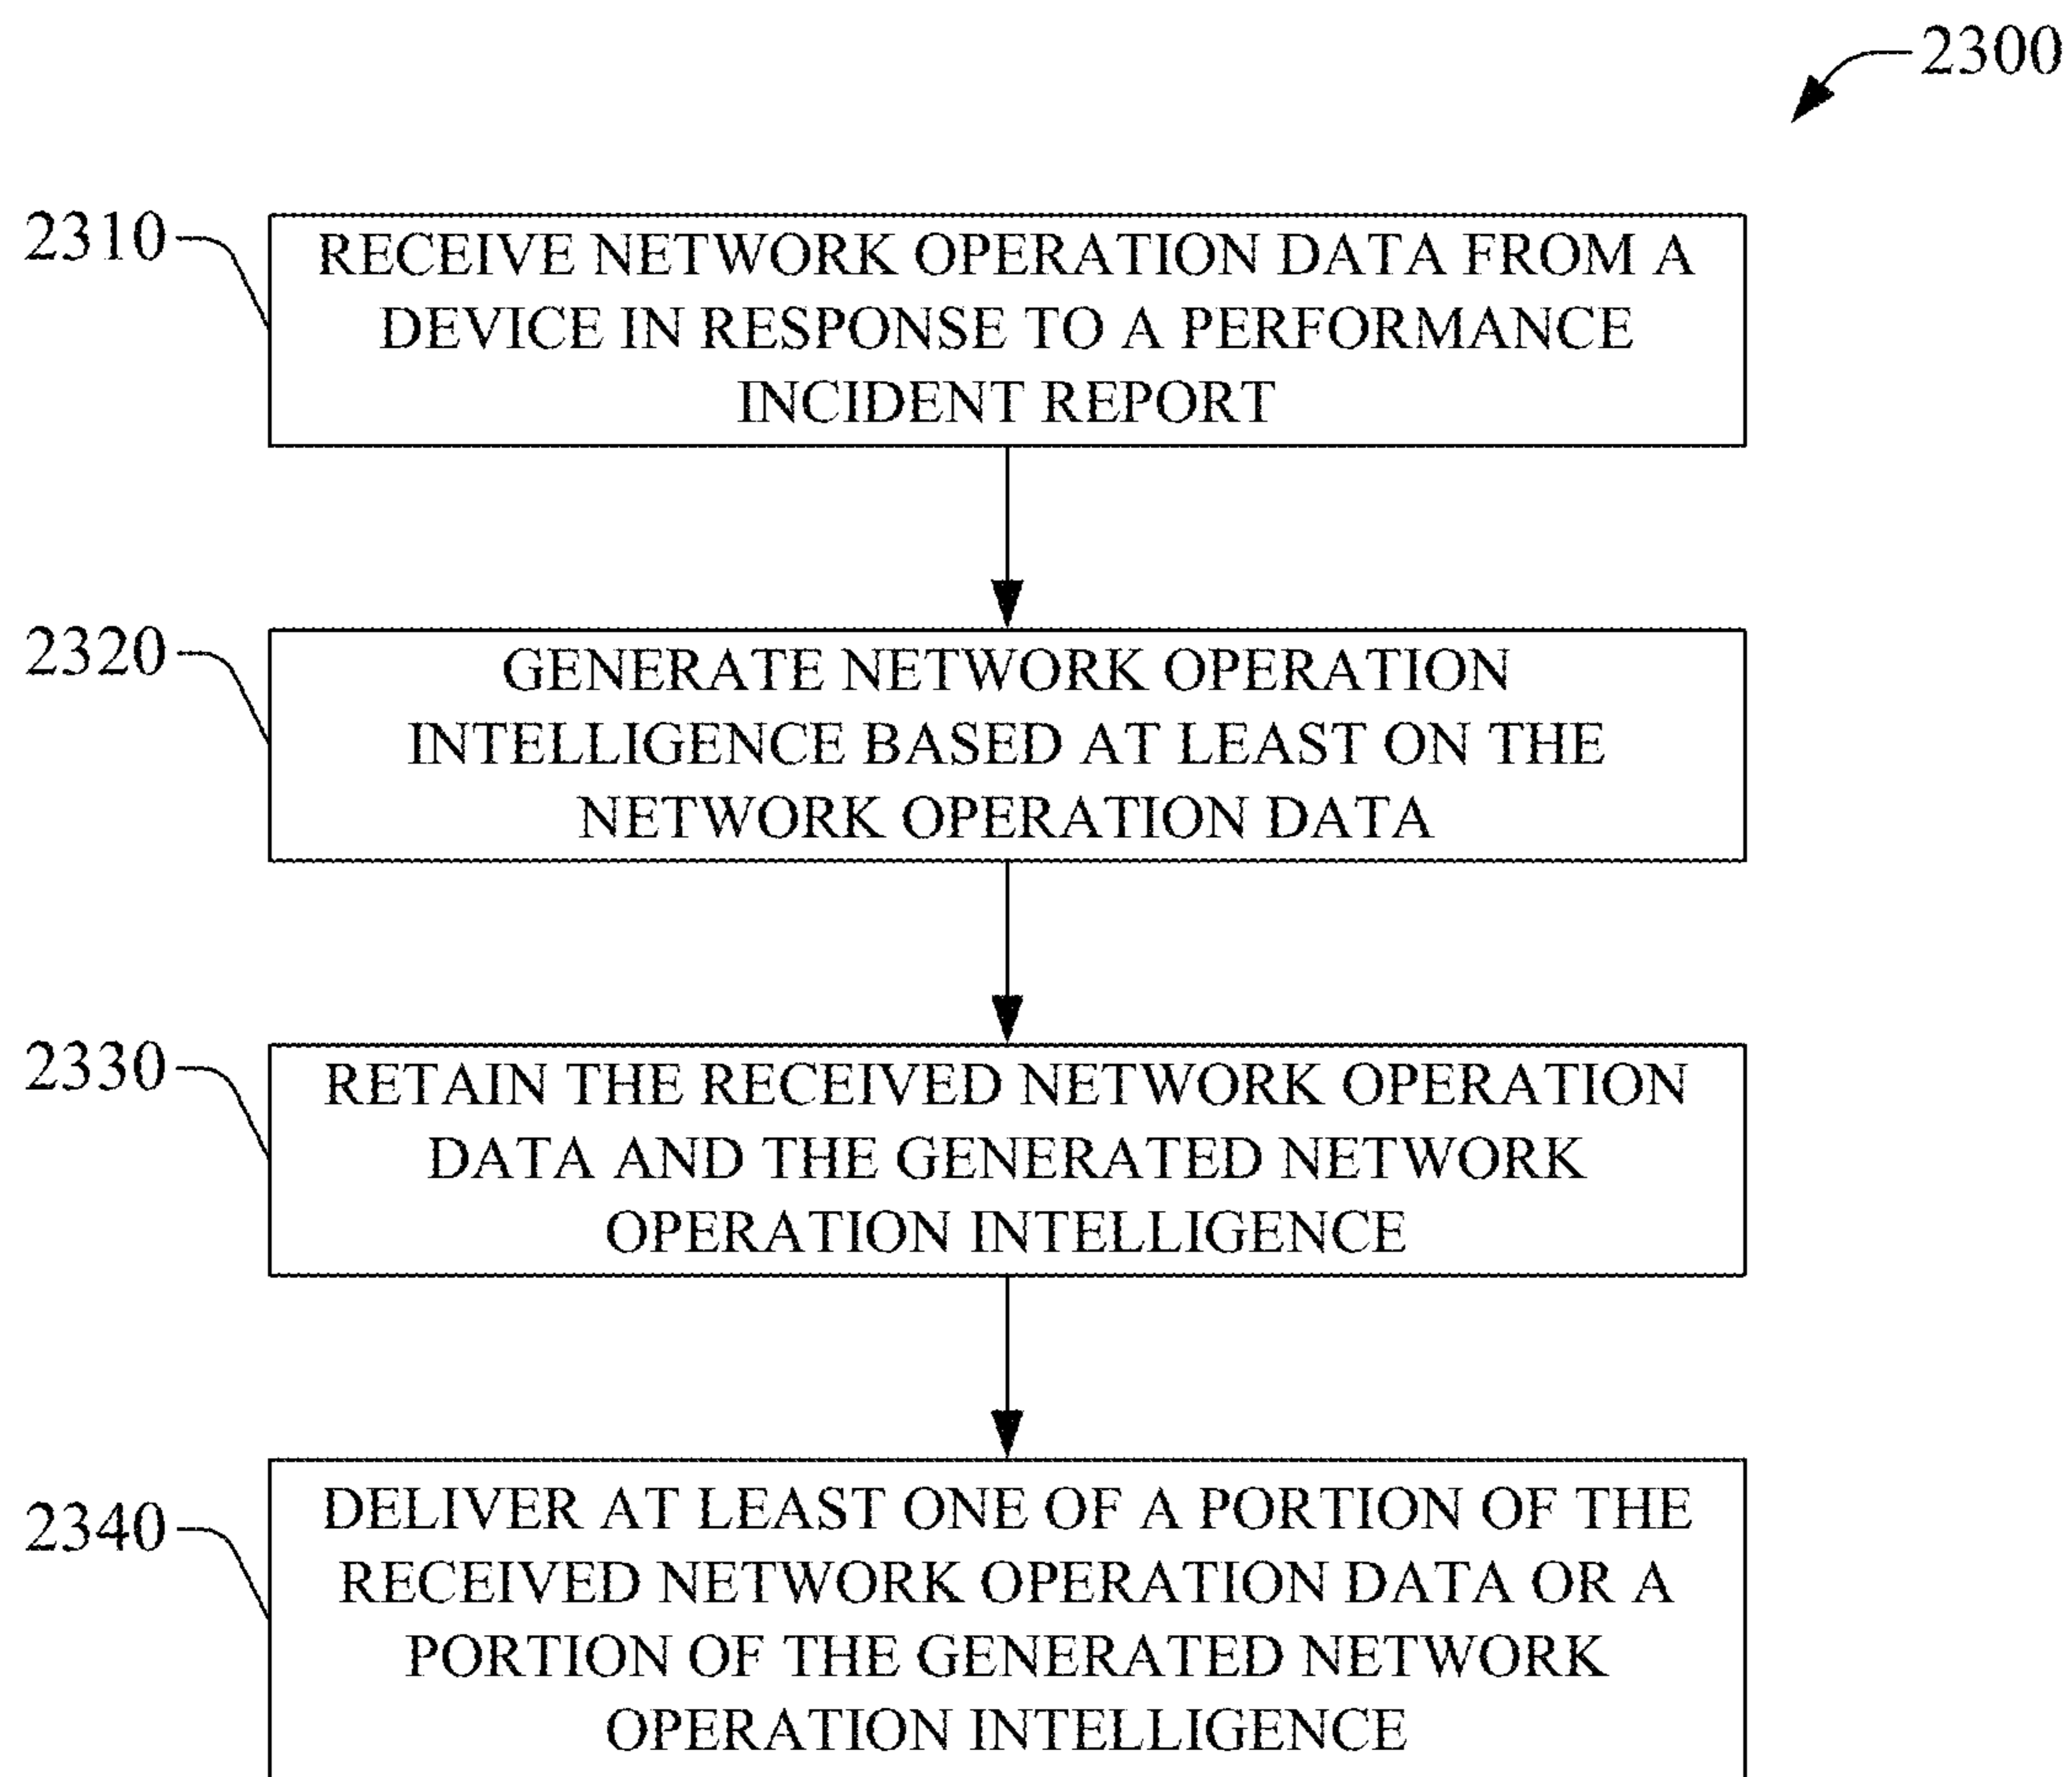 2300
2310
RECEIVE NETWORK OPERATION DATA FROM A
DEVICE IN RESPONSE TO A PERFORMANCE
INCIDENT REPORT
2320
GENERATE NETWORK OPERATION
INTELLIGENCE BASED AT LEAST ON THE
NETWORK OPERATION DATA
2330
RETAIN THE RECEIVED NETWORK OPERATION
DATA AND THE GENERATED NETWORK
OPERATION INTELLIGENCE
2340
DELIVER AT LEAST ONE OF A PORTION OF THE
RECEIVED NETWORK OPERATION DATA OR A
PORTION OF THE GENERATED NETWORK
OPERATION INTELLIGENCE